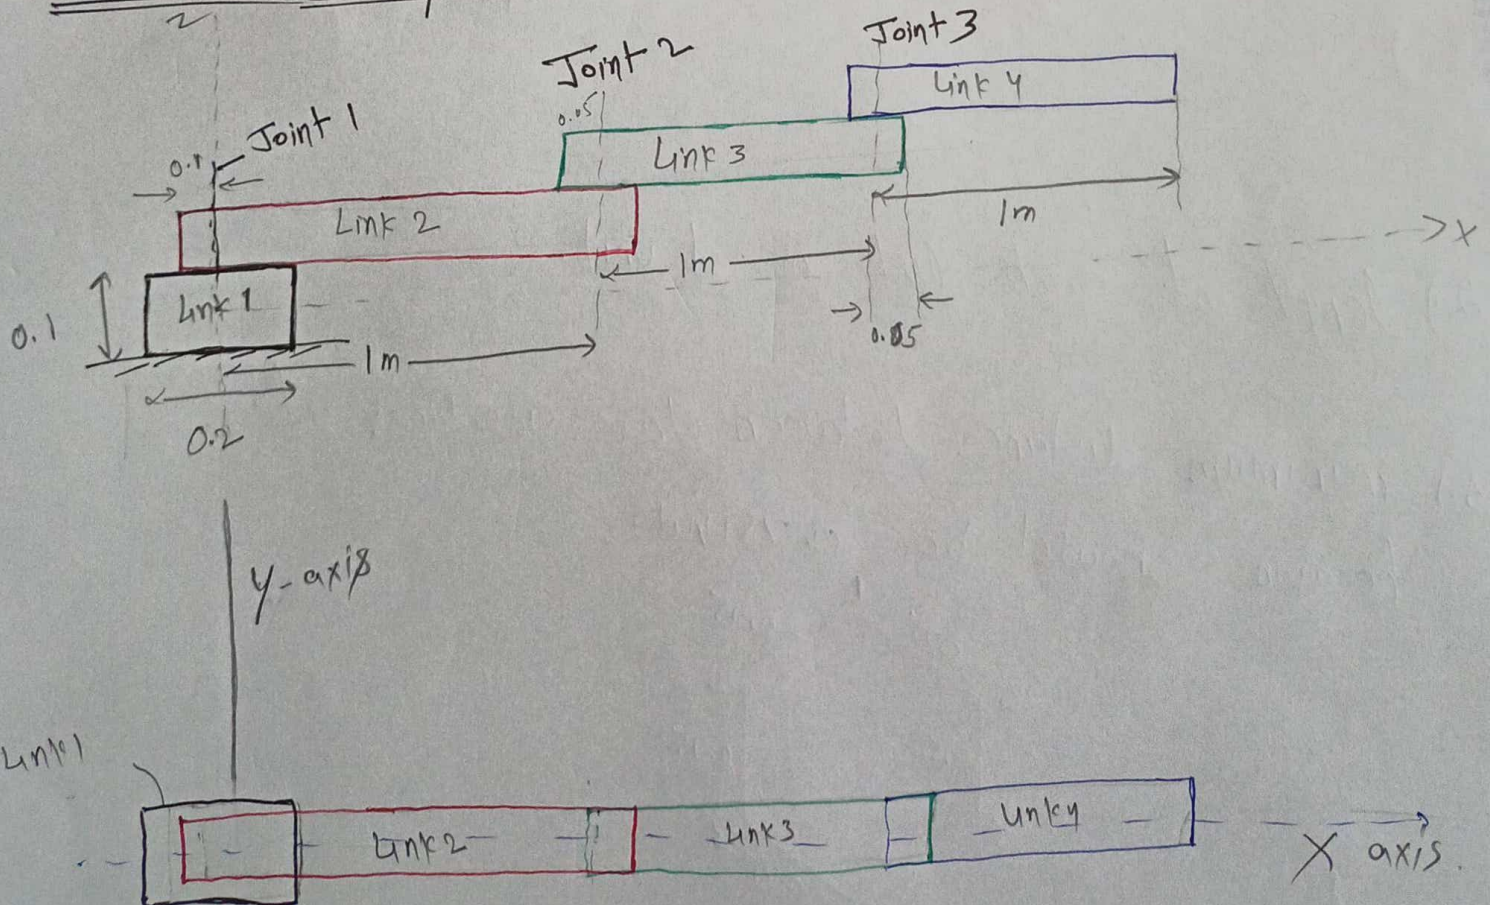 Joint 3
Joint 2
Link 4
0.05
Joint 1
Link 3
0.1
Link 2
1m
X
1m
Link 1
0.1
0.05
1m
0.2
y-axis
Link 1
Link 2
Link 3
Link 4
X axis.